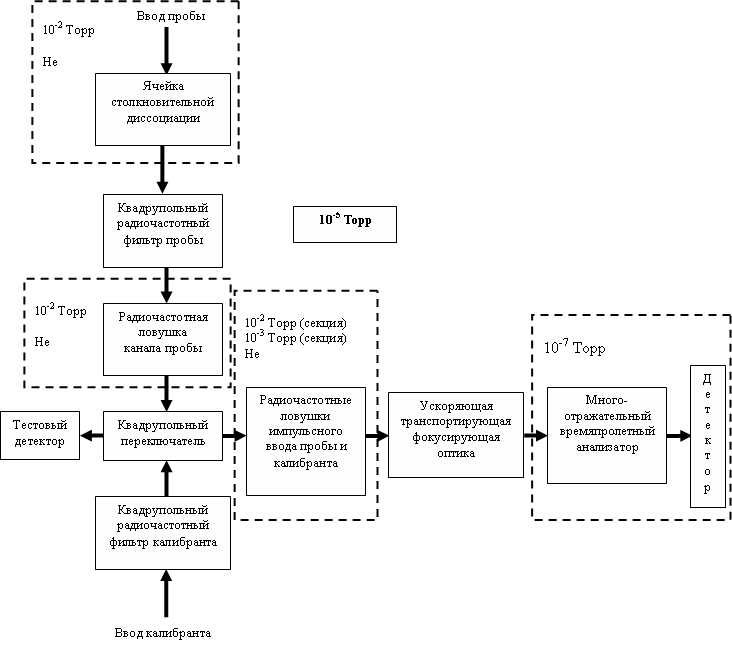 Ввод пробы
10-2 Торр
He
Ячейка
столкновительной
диссоциации
Квадрупольный
радиочастотный
фильтр пробы
10-5 Торр
10-2 Торр
He
Радиочастотная
ловушка
канала пробы
10-2 Торр (секция)
10-3 Торр (секция)
He
10-7 Торр
Тестовый
детектор
Квадрупольный
переключатель
Радиочастотные
ловушки
импульсного
ввода пробы и
калибранта
Ускоряющая
транспортирующая
фокусирующая
оптика
Много-
отражательный
времяпролетный
анализатор
Д
е
т
е
к
т
о
р
Квадрупольный
радиочастотный
фильтр калибранта
Ввод калибранта